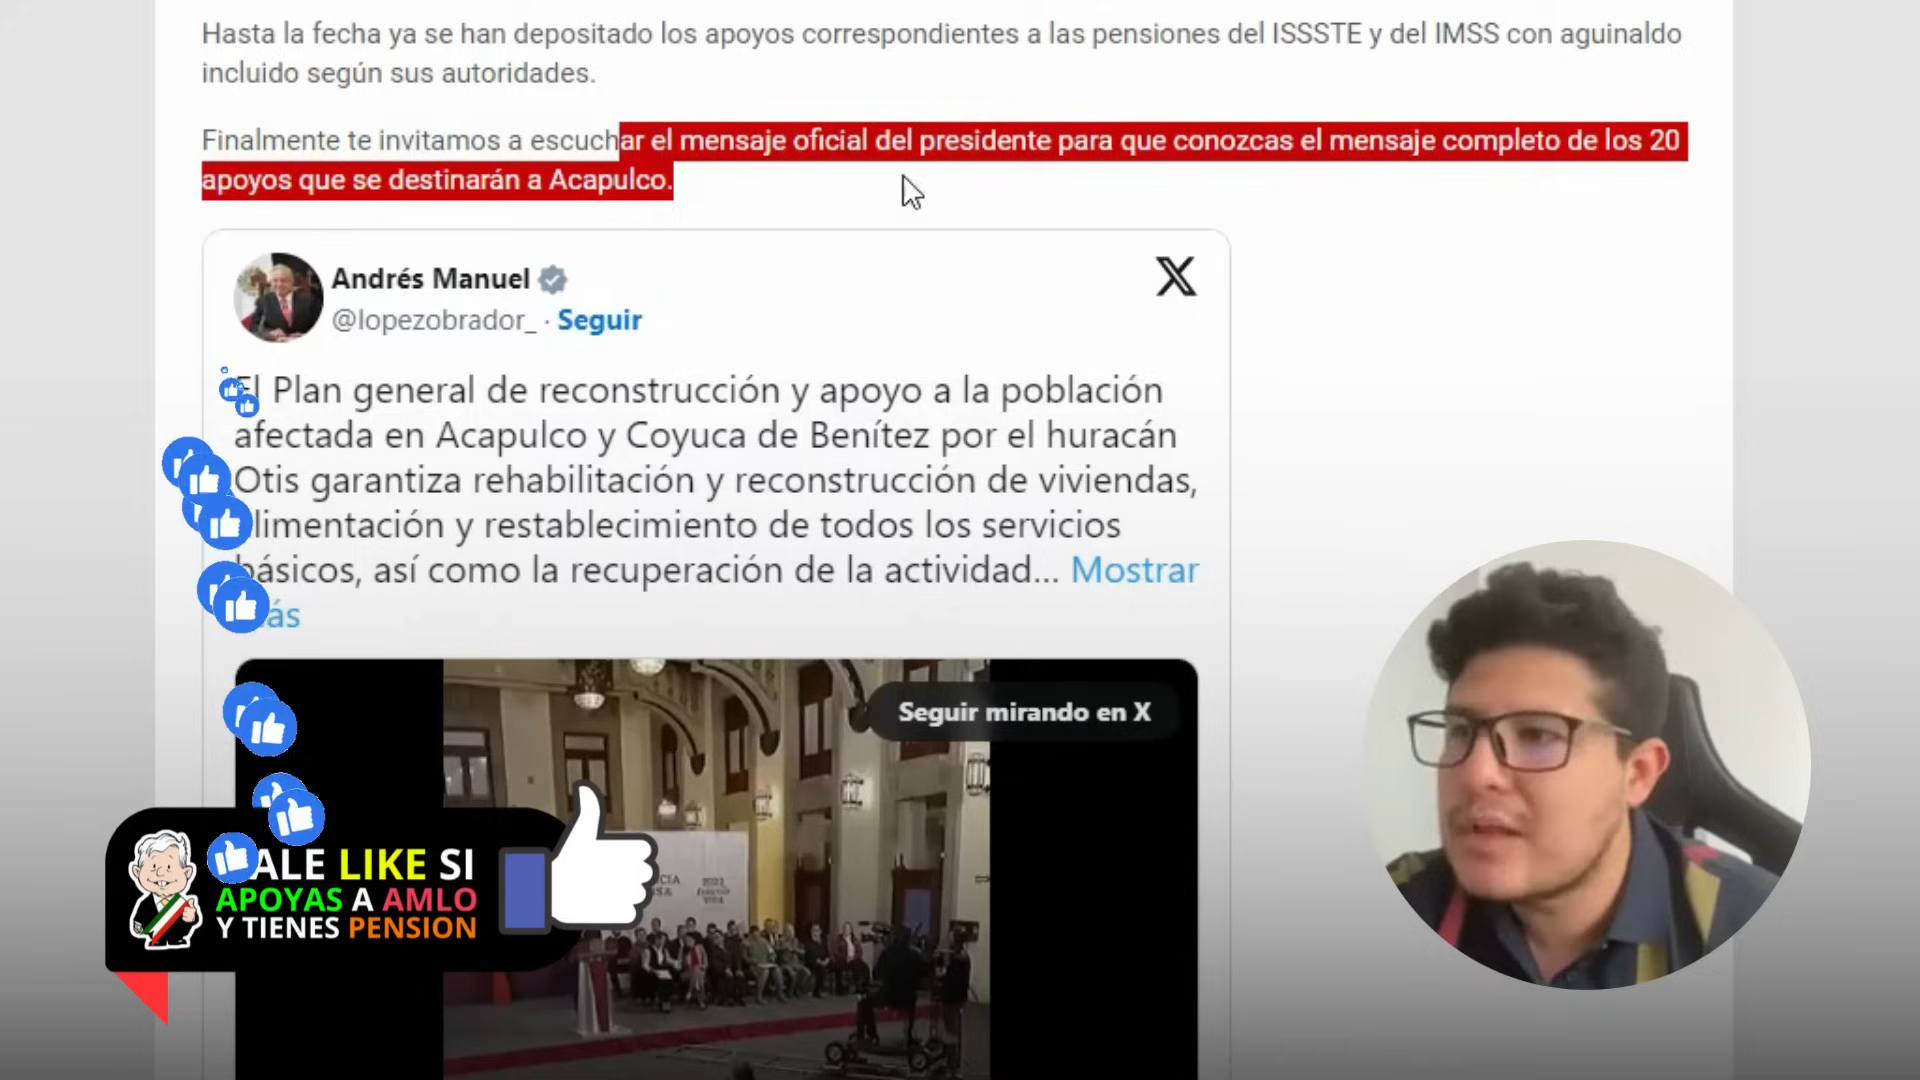 Hasta la fecha ya se han depositado los apoyos correspondientes a las pensiones del ISSSTE y del IMSS con aguinaldo
incluido según sus autoridades.
Finalmente te invitamos a escuchar el mensaje oficial del presidente para que conozcas el mensaje completo de los 20
apoyos que se destinarán a Acapulco.
Andrés Manuel
@lopezobrador_ · Seguir
El Plan general de reconstrucción y apoyo a la población
afectada en Acapulco y Coyuca de Benítez por el huracán
Otis garantiza rehabilitación y reconstrucción de viviendas,
limentación y restablecimiento de todos los servicios
básicos, así como la recuperación de la actividad... Mostrar
ás
Seguir mirando en X
ALE LIKE SI
APOYAS A AMLO
Y TIENES PENSION
2023